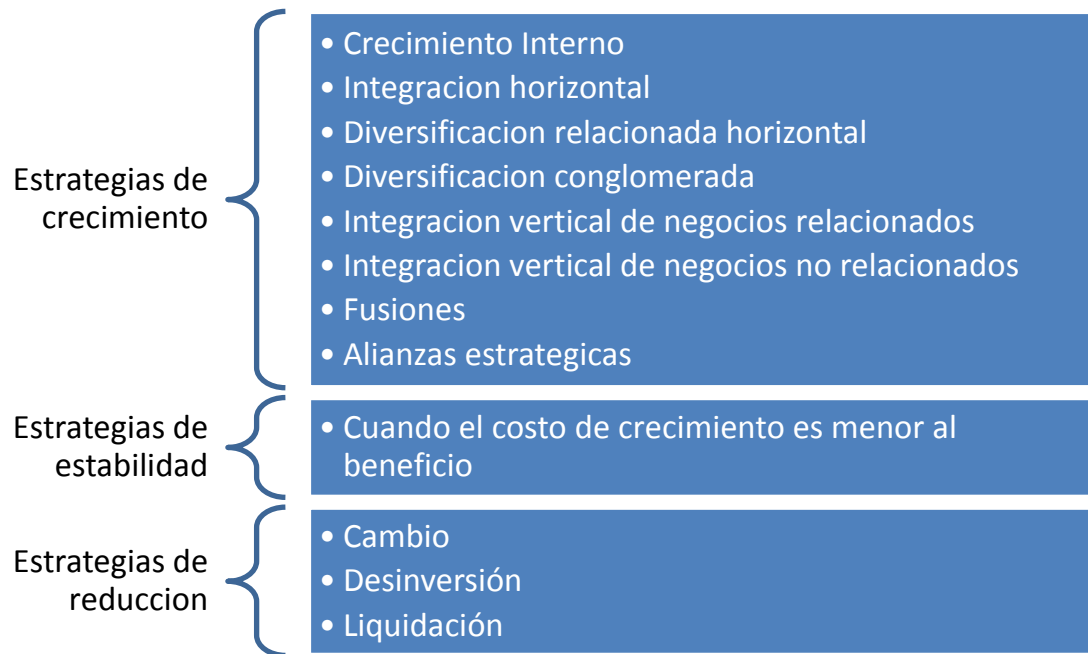 Estrategias de
crecimiento
• Crecimiento Interno
• Integracion horizontal
• Diversificacion relacionada horizontal
• Diversificacion conglomerada
• Integracion vertical de negocios relacionados
• Integracion vertical de negocios no relacionados
• Fusiones
• Alianzas estrategicas
Estrategias de
estabilidad
• Cuando el costo de crecimiento es menor al
beneficio
Estrategias de
reduccion
• Cambio
• Desinversión
• Liquidación